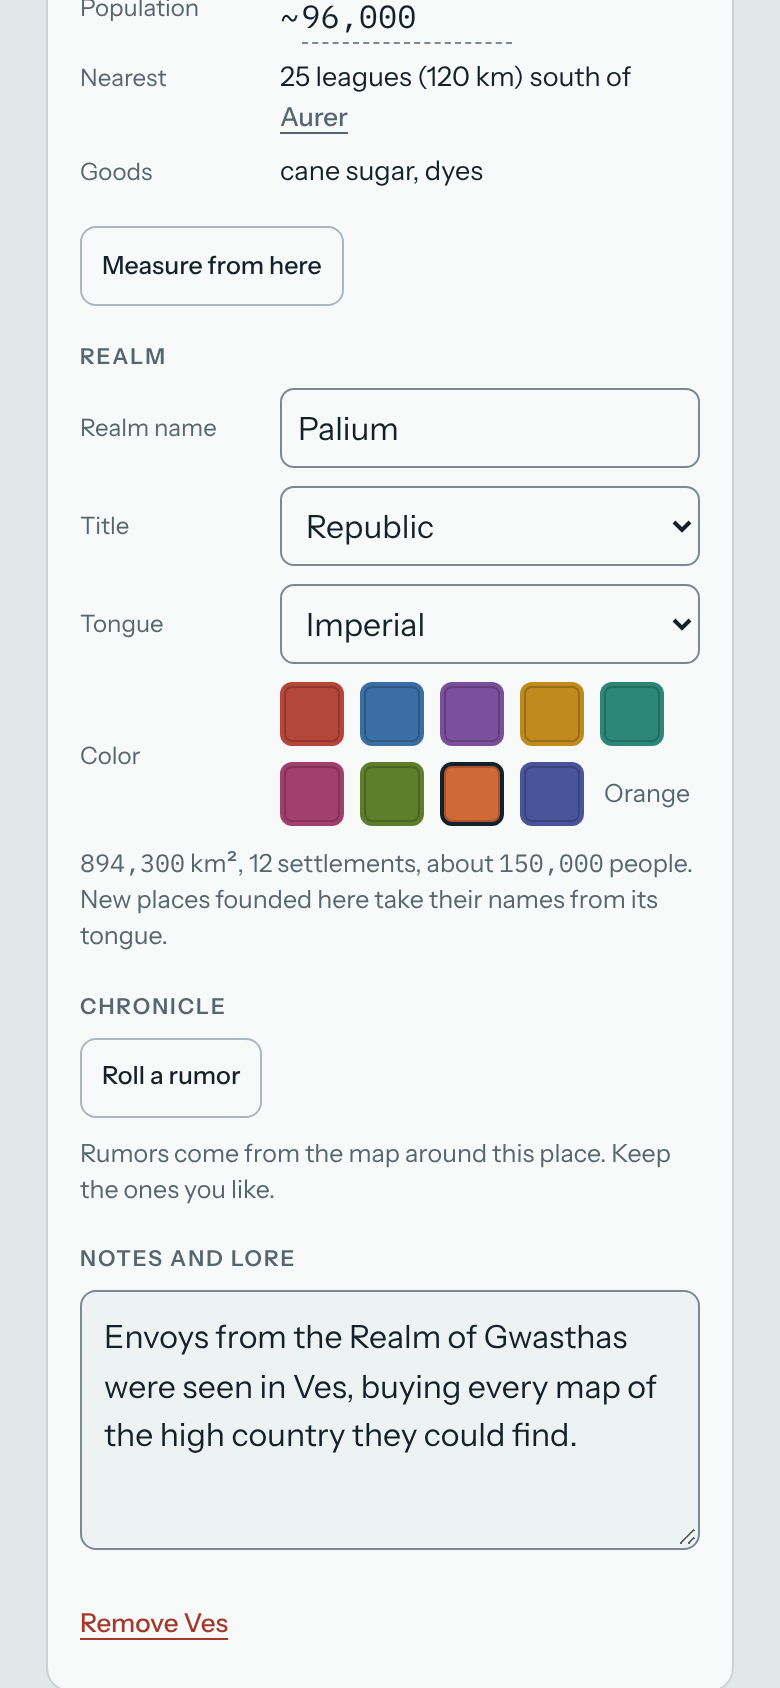 Population
~96,000
Nearest
25 leagues (120 km) south of
Aurer
Goods
cane sugar, dyes
Measure from here
REALM
Realm name
Palium
Title
Republic
Tongue
Imperial
Color
Orange
894,300 km², 12 settlements, about 150,000 people.
New places founded here take their names from its
tongue.
CHRONICLE
Roll a rumor
Rumors come from the map around this place. Keep
the ones you like.
NOTES AND LORE
Envoys from the Realm of Gwasthas
were seen in Ves, buying every map of
the high country they could find.
Remove Ves